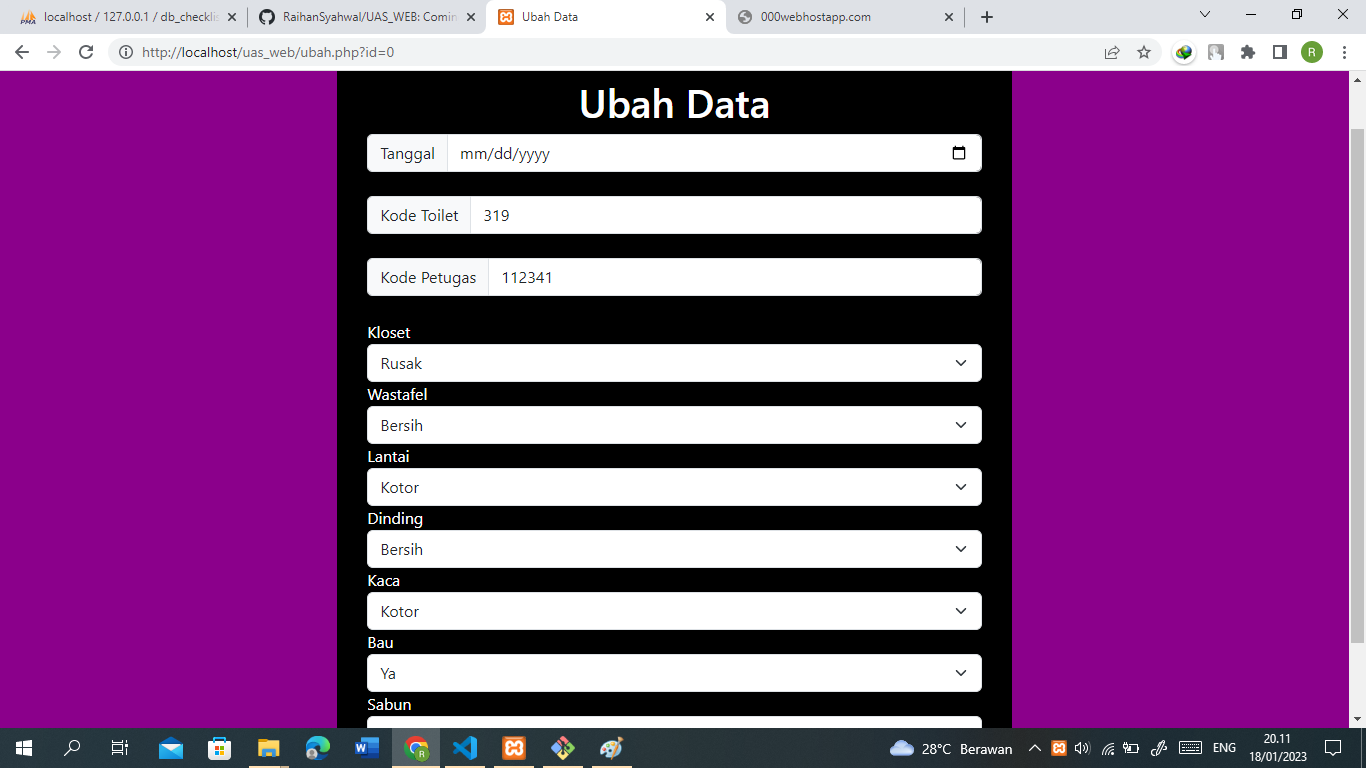 localhost / 127.0.0.1 / db_checklis
RaihanSyahwal/UAS_WEB: Comin
Ubah Data
000webhostapp.com
http://localhost/uas_web/ubah.php?id=0
R
Ubah Data
Tanggal mm/dd/yyyy
Kode Toilet 319
Kode Petugas 112341
Kloset
Rusak
Wastafel
Bersih
Lantai
Kotor
Dinding
Bersih
Kaca
Kotor
Bau
Ya
Sabun
28°C Berawan
ENG
20.11
18/01/2023